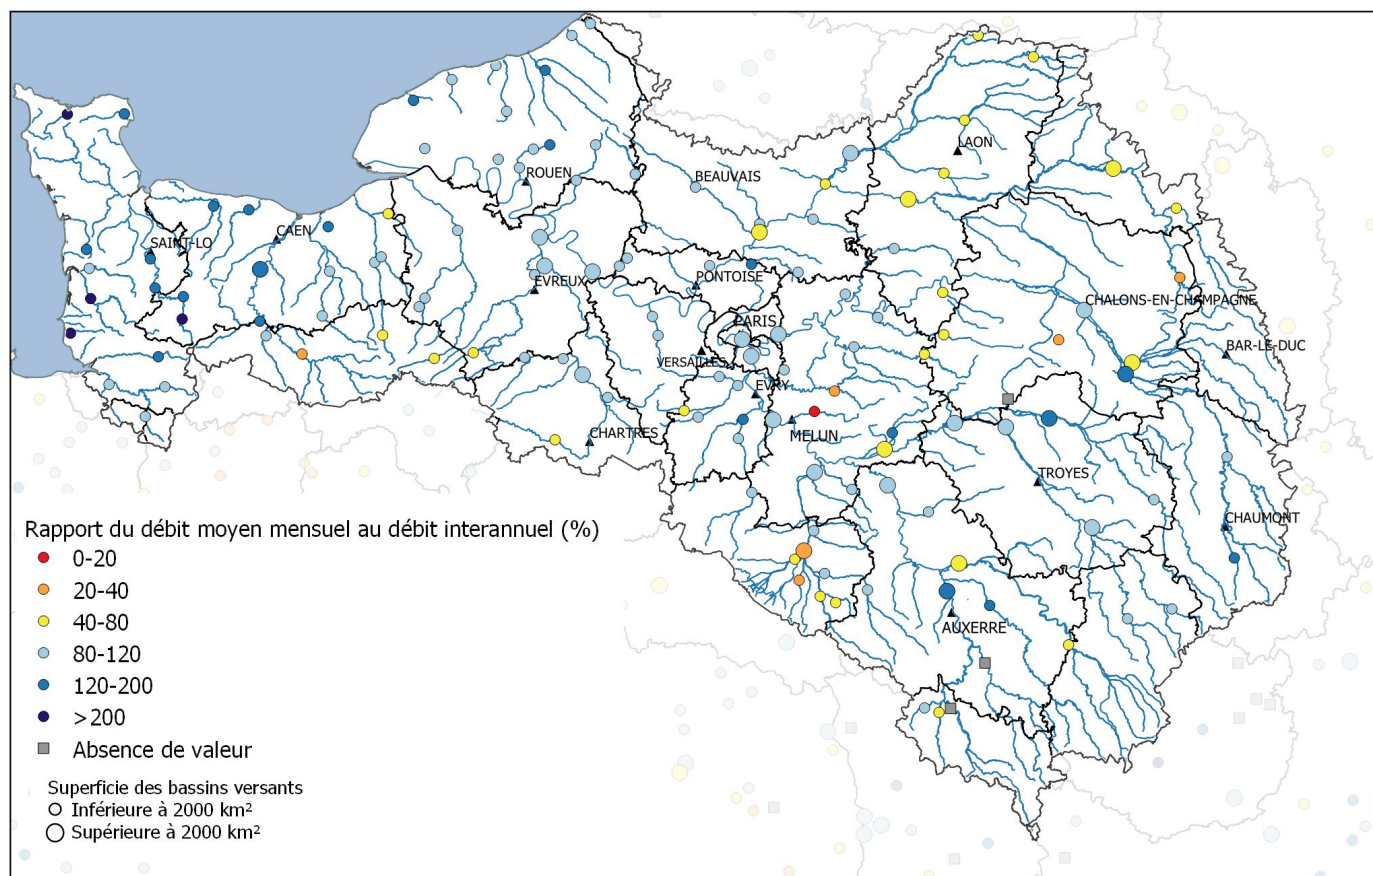 LAON
ROUEN
BEAUVAIS
CAEN
SAINT-LO
PONTOISE
EVREUX
CHALONS-EN-CHAMPAGNE
PARIS
BAR-LE-DUC
VERSAILLES
EVRY
CHARTRES
MELUN
TROYES
CHAUMONT
AUXERRE
Rapport du débit moyen mensuel au débit interannuel (%)
0-20
20-40
40-80
80-120
120-200
>200
Absence de valeur
Superficie des bassins versants
Inférieure à 2000 km²
Supérieure à 2000 km²